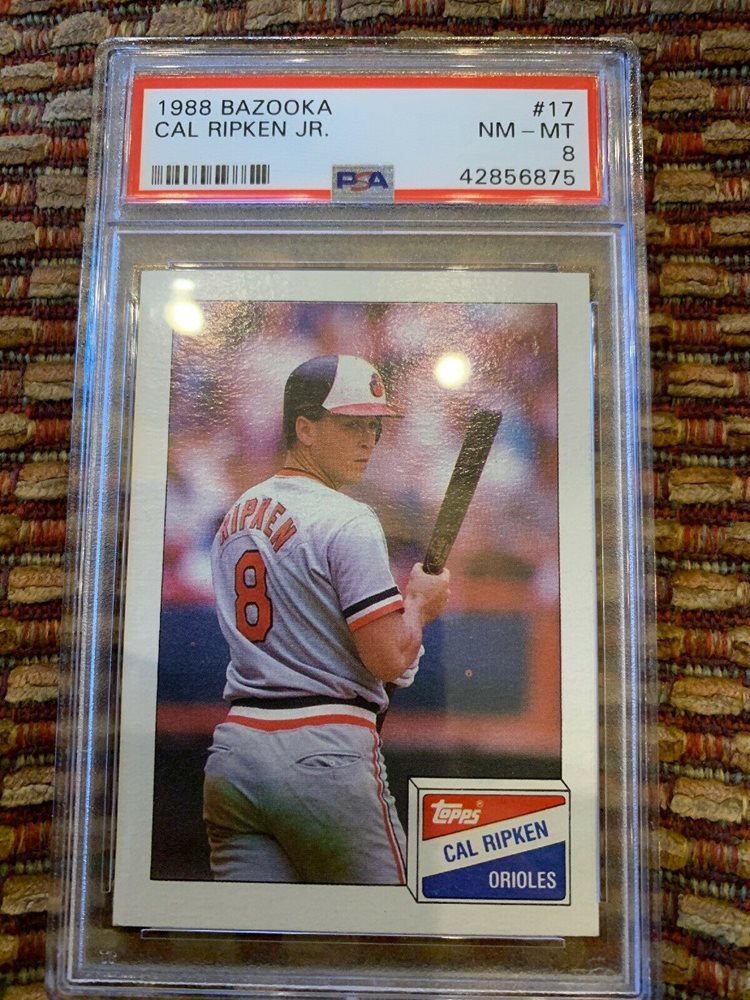 1988 BAZOOKA #17
CAL RIPKEN JR. NM - MT
8
PSA 42856875
RIPKEN
8
topps®
CAL RIPKEN
ORIOLES